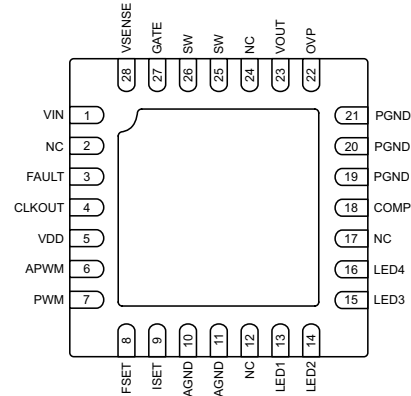 VSENSE
GATE
SW
SW
NC
VOUT
OVP
28
27
26
25
24
23
22
VIN 1
NC 2
FAULT 3
CLKOUT 4
VDD 5
APWM 6
PWM 7
21 PGND
20 PGND
19 PGND
18 COMP
17 NC
16 LED4
15 LED3
8
9
10
11
12
13
14
FSET
ISET
AGND
AGND
NC
LED1
LED2